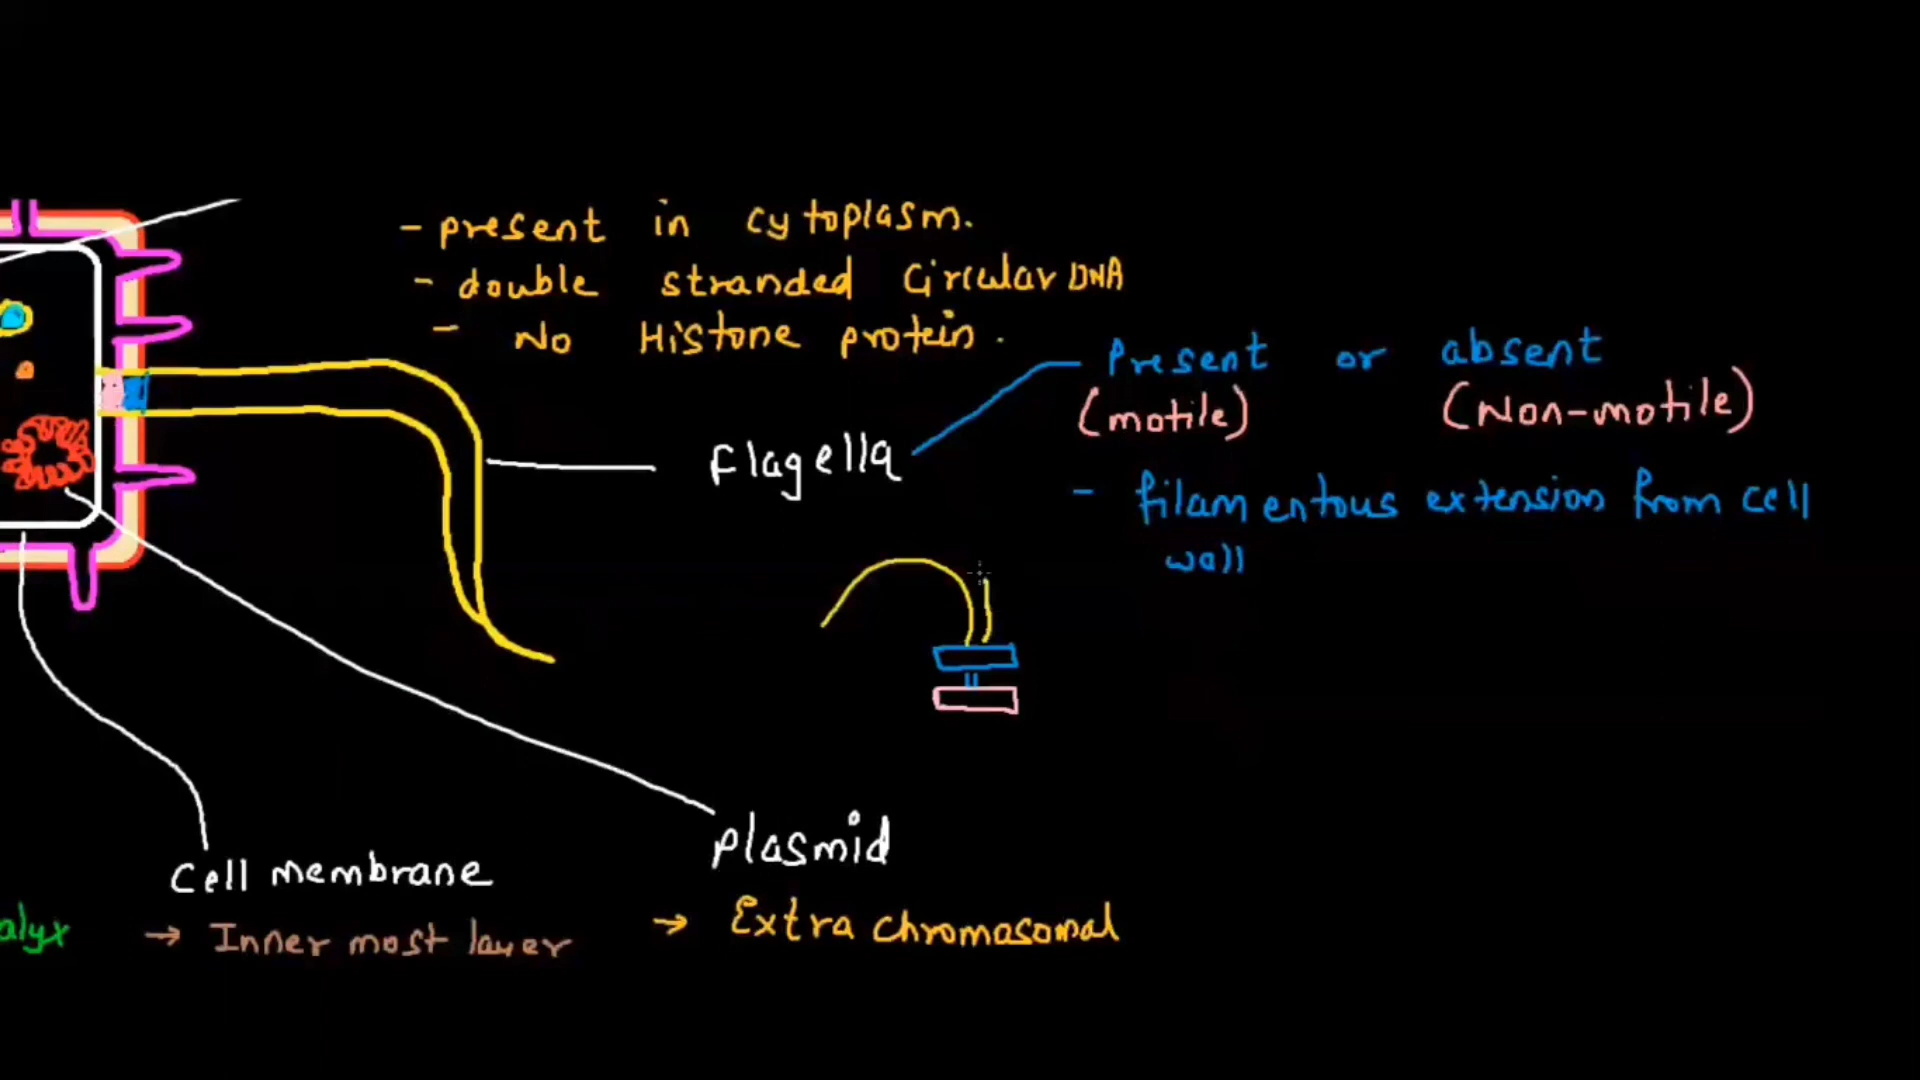 - present in cytoplasm.
- double stranded Circular DNA
- No Histone protein.
Present or absent
(motile) (Non-motile)
flagella
- filamentous extension from cell
wall
plasmid
Cell membrane
alyx → Inner most layer → Extra chromosomal